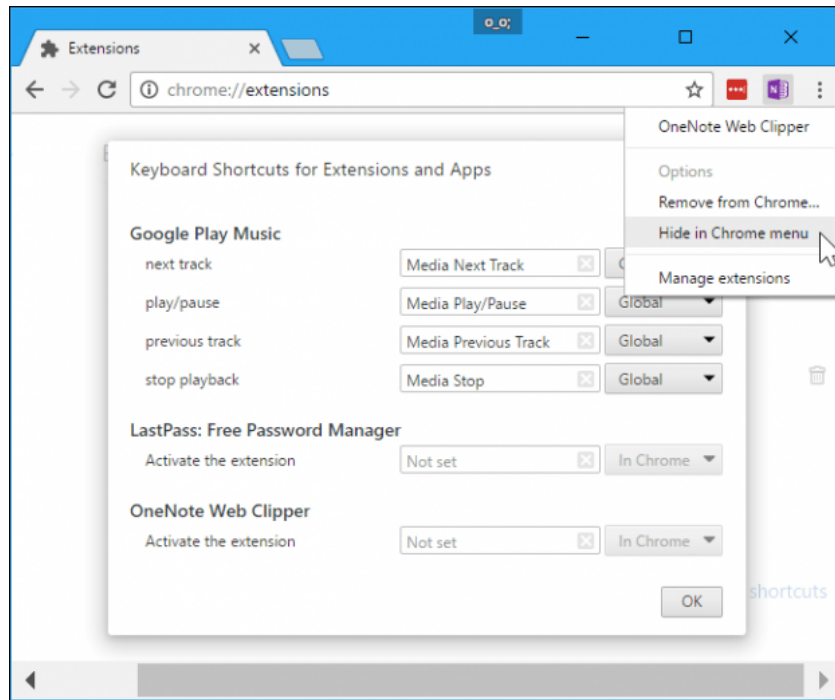 o_o;
Extensions
chrome://extensions
OneNote Web Clipper
Options
Remove from Chrome...
Hide in Chrome menu
Manage extensions
Keyboard Shortcuts for Extensions and Apps
Google Play Music
next track Media Next Track
play/pause Media Play/Pause Global
previous track Media Previous Track Global
stop playback Media Stop Global
LastPass: Free Password Manager
Activate the extension Not set In Chrome
OneNote Web Clipper
Activate the extension Not set In Chrome
OK
shortcuts